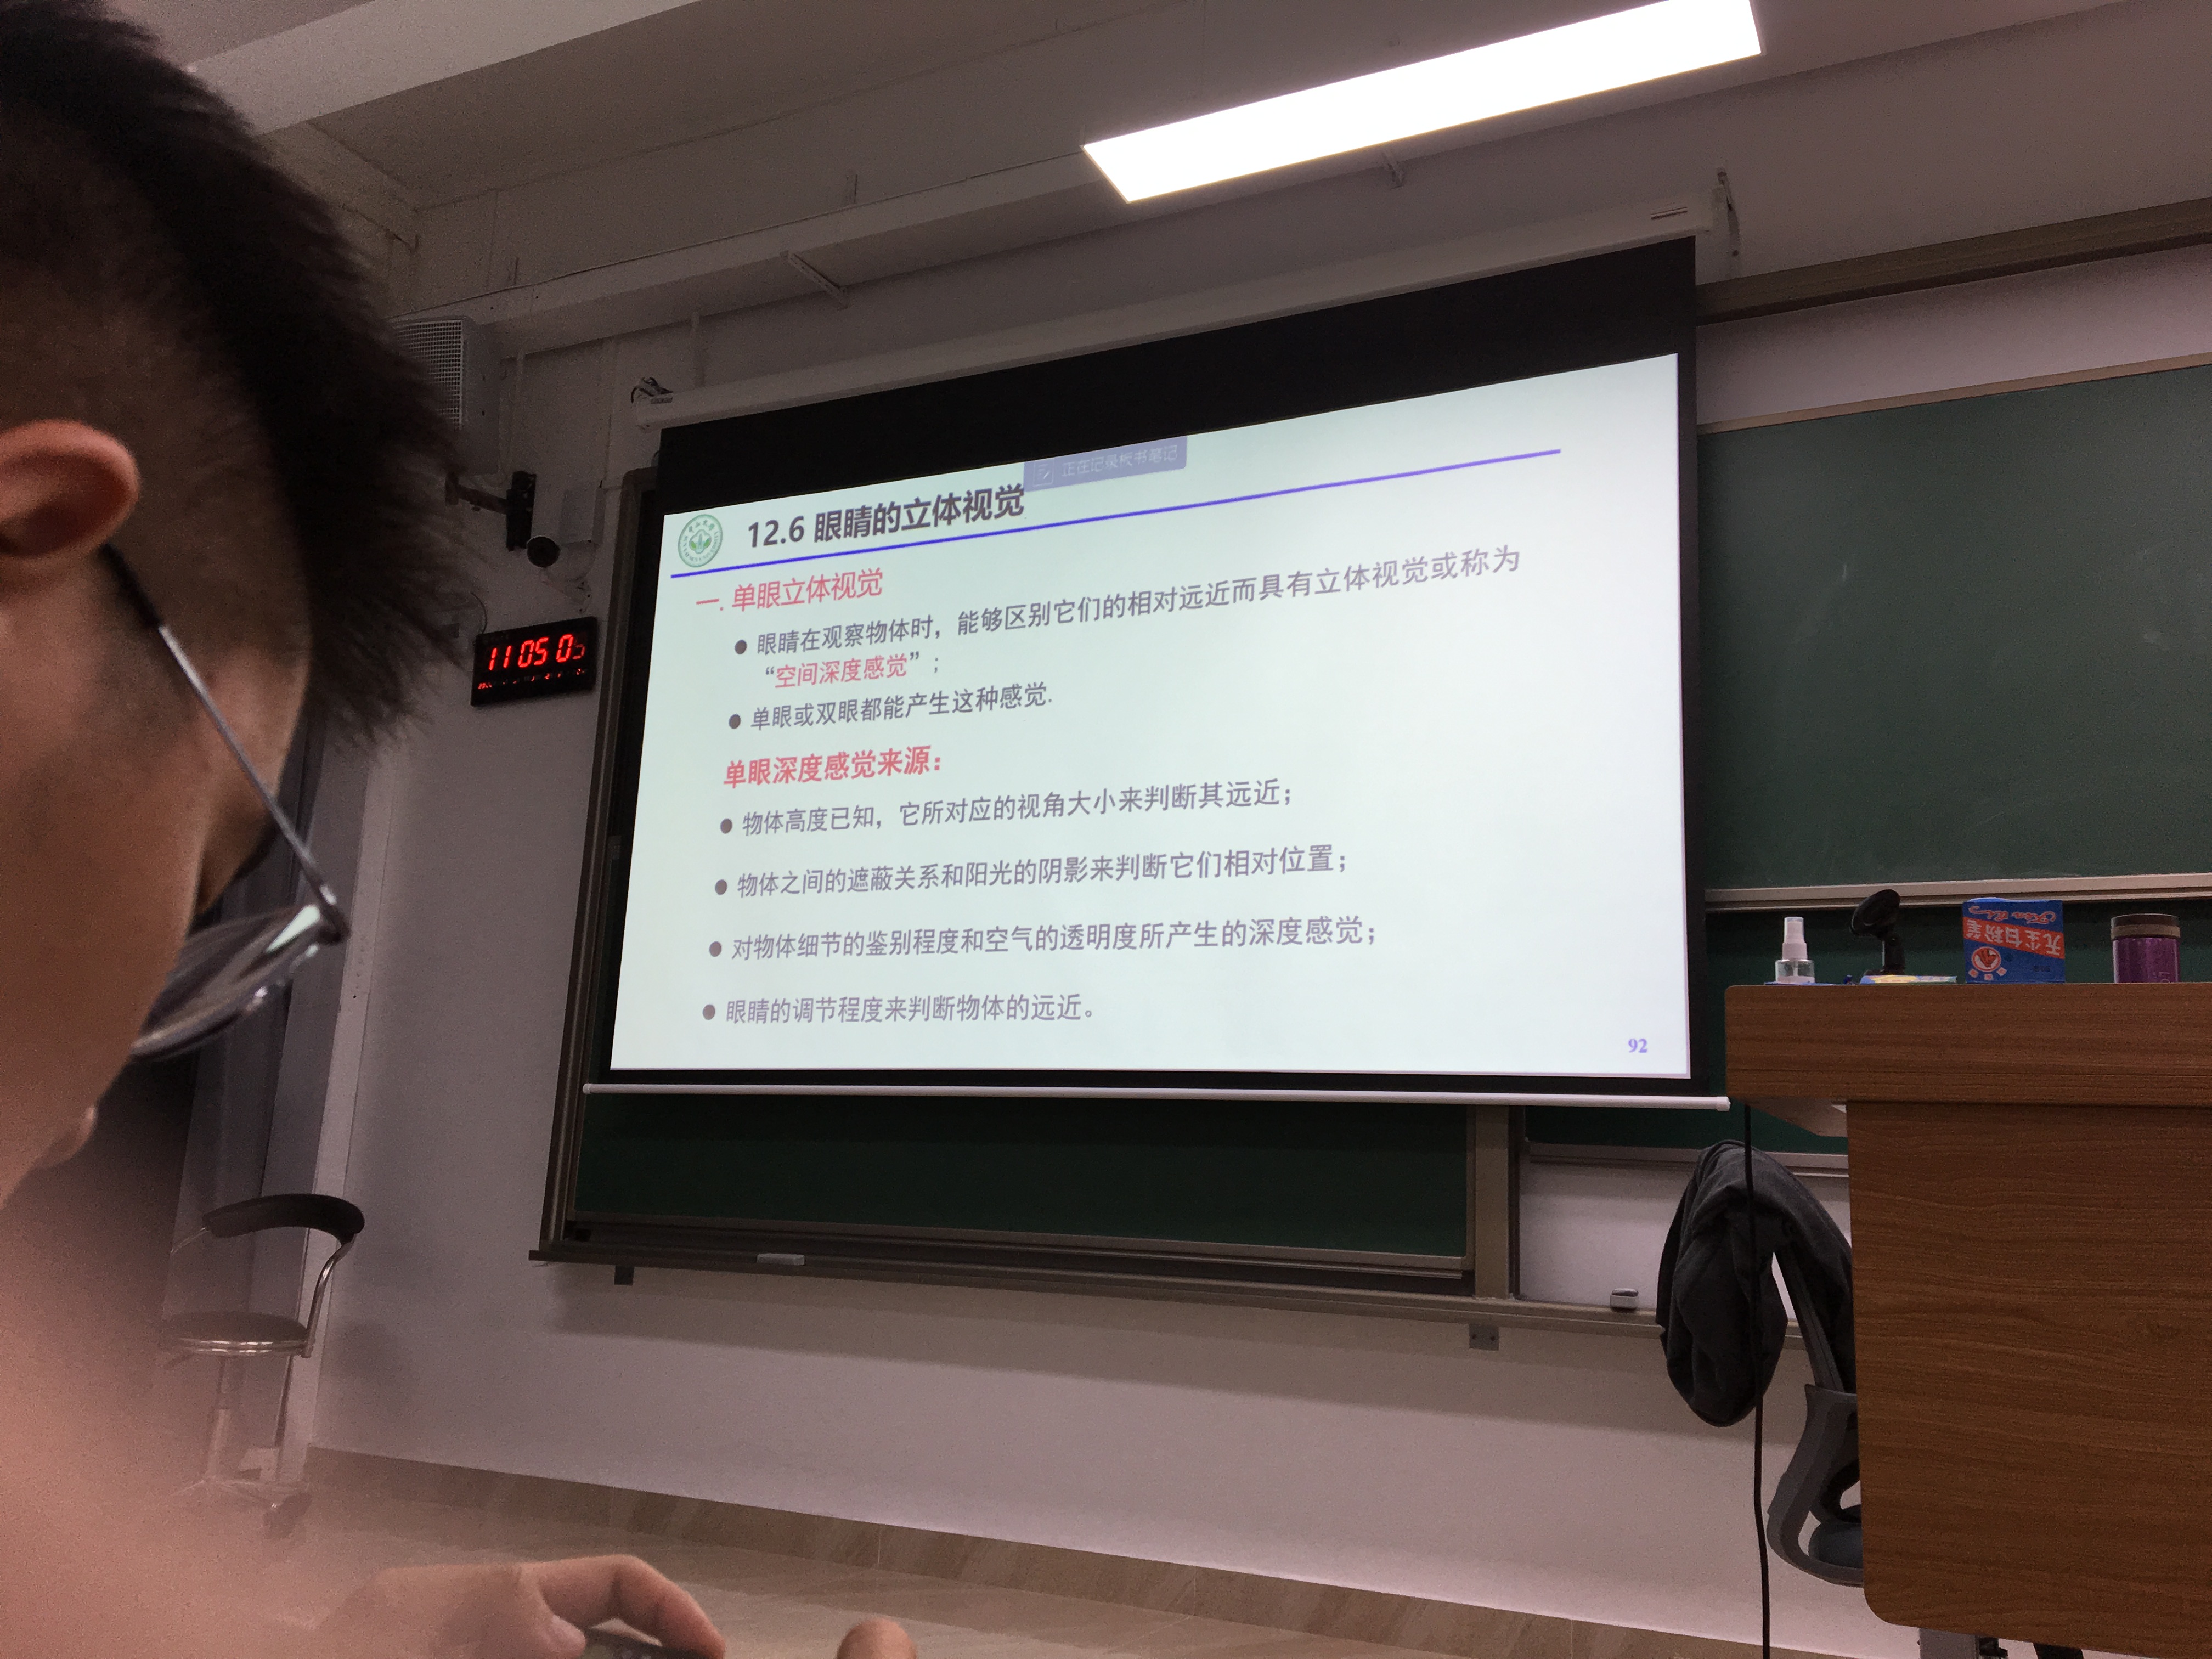 正在记录板书笔记
12.6 眼睛的立体视觉
一. 单眼立体视觉
● 眼睛在观察物体时，能够区别它们的相对远近而具有立体视觉或称为
“空间深度感觉”；
● 单眼或双眼都能产生这种感觉.
单眼深度感觉来源：
● 物体高度已知，它所对应的视角大小来判断其远近；
● 物体之间的遮蔽关系和阳光的阴影来判断它们相对位置；
● 对物体细节的鉴别程度和空气的透明度所产生的深度感觉；
● 眼睛的调节程度来判断物体的远近。
92
11 05 05
无尘白粉笔